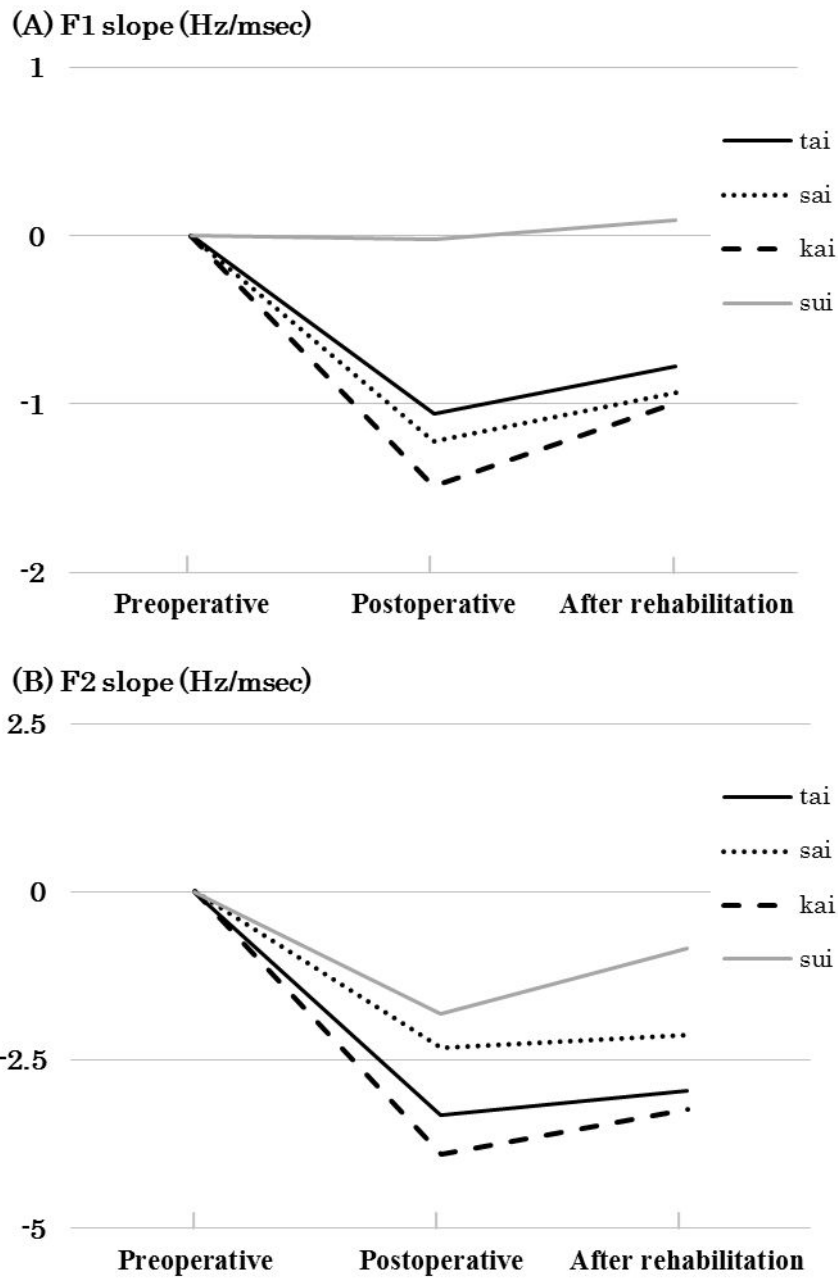 (A) F1 slope (Hz/msec)
1
tai
sai
0
kai
sui
-1
-2
Preoperative Postoperative After rehabilitation
(B) F2 slope (Hz/msec)
2.5
tai
sai
0
kai
sui
-2.5
-5
Preoperative Postoperative After rehabilitation